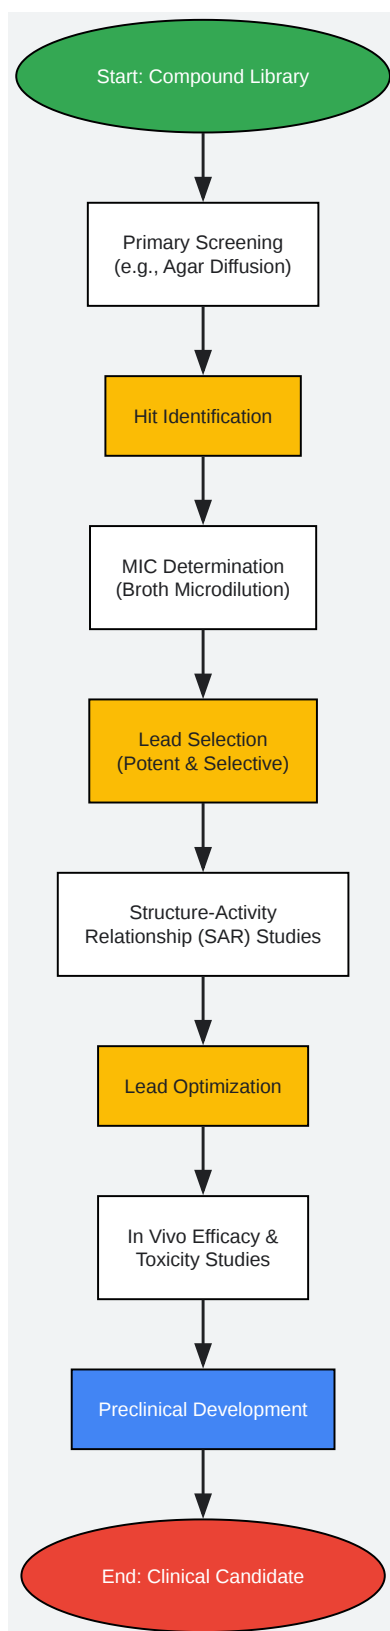 Start: Compound Library
Primary Screening
(e.g., Agar Diffusion)
Hit Identification
MIC Determination
(Broth Microdilution)
Lead Selection
(Potent & Selective)
Structure-Activity
Relationship (SAR) Studies
Lead Optimization
In Vivo Efficacy &
Toxicity Studies
Preclinical Development
End: Clinical Candidate